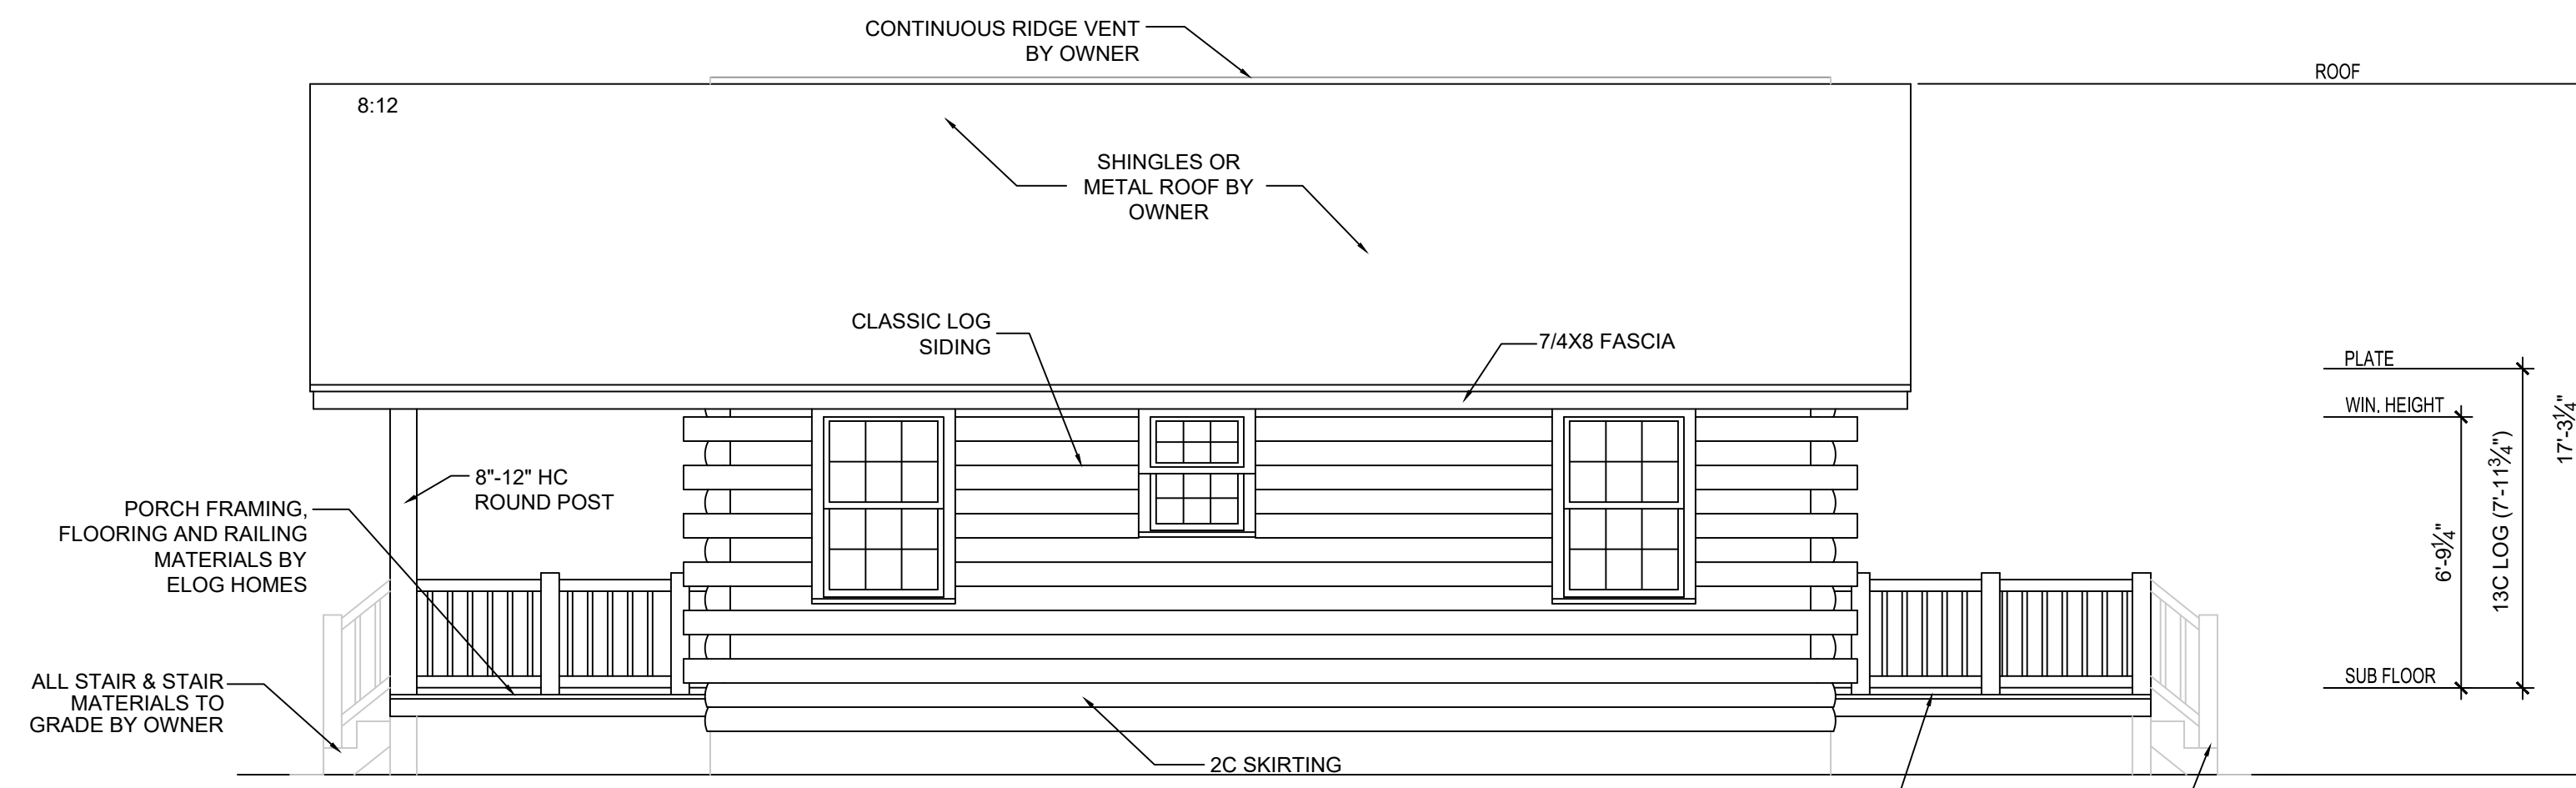 CONTINUOUS RIDGE VENT
BY OWNER
ROOF
8:12
SHINGLES OR
METAL ROOF BY
OWNER
CLASSIC LOG
SIDING
7/4X8 FASCIA
PLATE
WIN. HEIGHT
17'-3¼"
13C LOG (7'-11¾")
6'-9¼"
8"-12" HC
ROUND POST
PORCH FRAMING,
FLOORING AND RAILING
MATERIALS BY
ELOG HOMES
ALL STAIR & STAIR
MATERIALS TO
GRADE BY OWNER
SUB FLOOR
2C SKIRTING